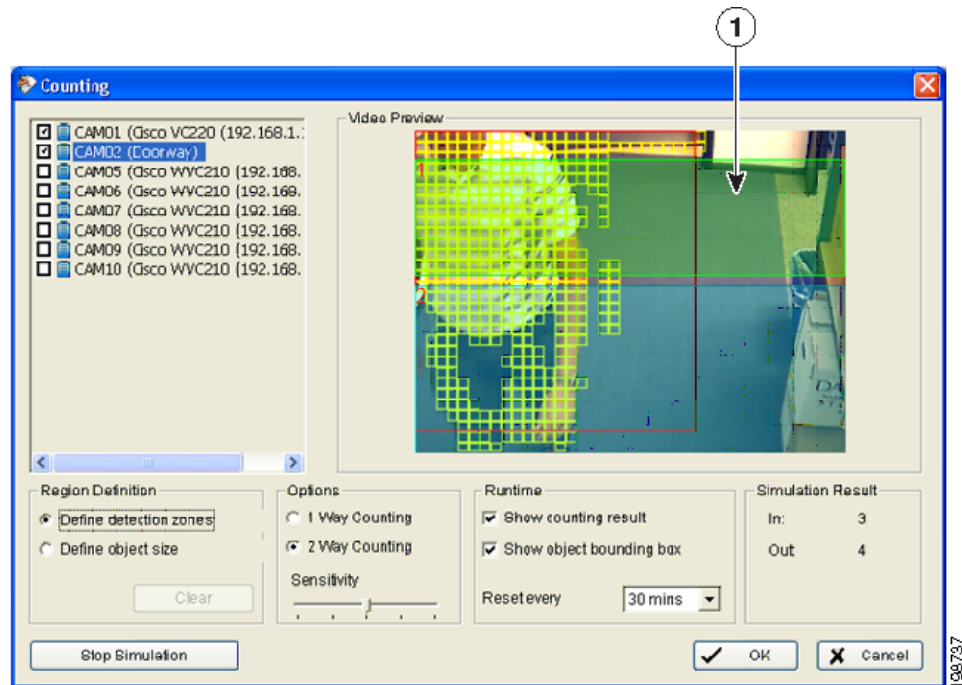 1
Counting
CAM01 (Cisco VC220 (192.168.1.1
CAM02 (Doorway)
CAM05 (Cisco WVC210 (192.168.
CAM06 (Cisco WVC210 (192.168.
CAM07 (Cisco WVC210 (192.168.
CAM08 (Cisco WVC210 (192.168.
CAM09 (Cisco WVC210 (192.168.
CAM10 (Cisco WVC210 (192.168.
Video Preview
1
2
Region Definition
Define detection zones
Define object size
Clear
Options
1 Way Counting
2 Way Counting
Sensitivity
Runtime
Show counting result
Show object bounding box
Reset every
30 mins
Simulation Result
In: 3
Out 4
Stop Simulation
OK
Cancel
198737